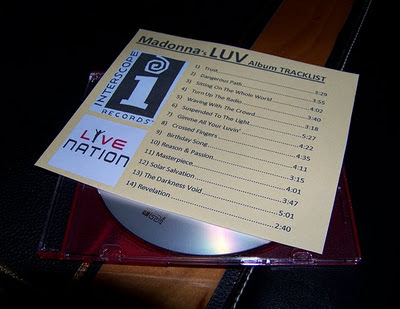 Madonna's LUV Album TRACKLIST
INTERSCOPE
i
RECORDS
LIVE
NATION
1) Trust 3:29
2) Dangerous Path 3:55
3) Sitting On The Whole World 4:02
4) Turn Up The Radio 3:40
5) Waving With The Crowd 3:18
6) Suspended To The Light 5:27
7) Gimme All Your Luvin' 4:22
8) Crossed Fingers 4:35
9) Birthday Song 4:11
10) Reason & Passion 3:15
11) Masterpiece 4:01
12) Solar Salvation 3:47
13) The Darkness Void 5:01
14) Revelation 2:40